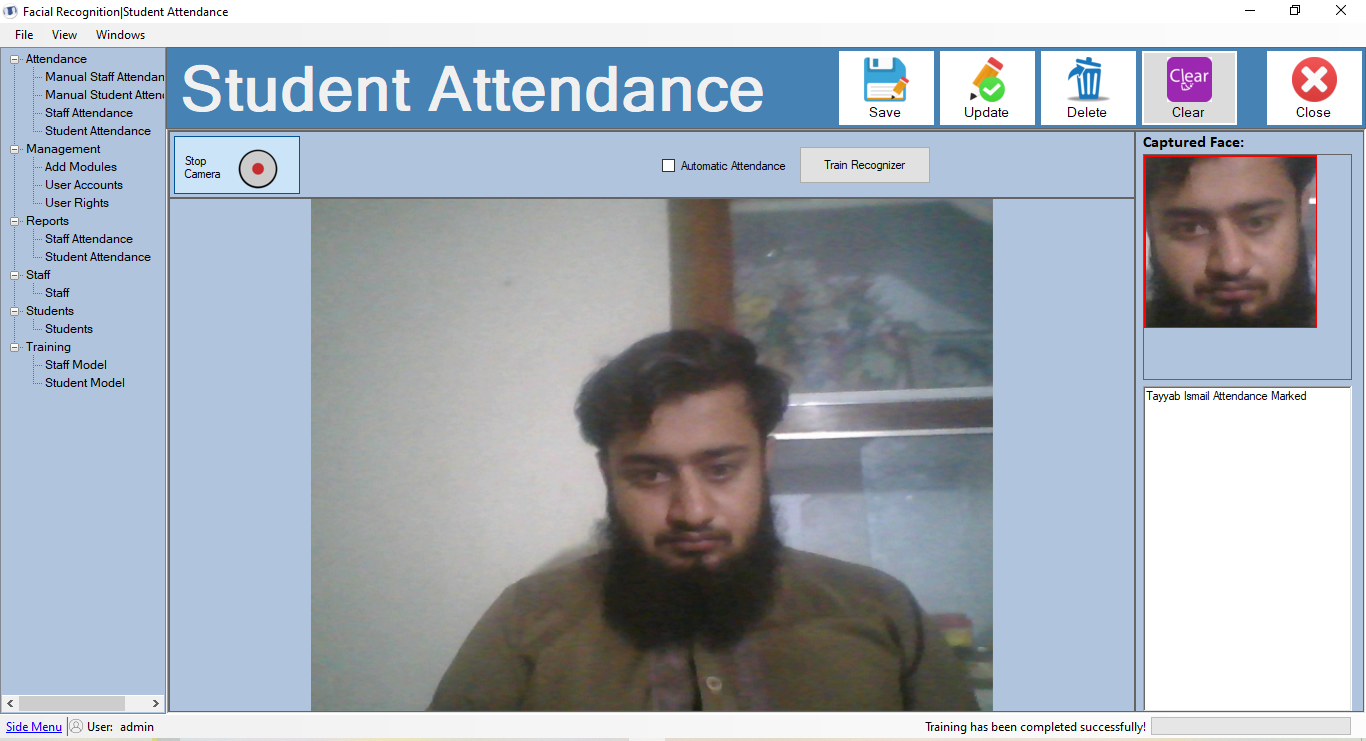 Facial Recognition|Student Attendance
File View Windows
Student Attendance
Save
Update
Delete
Clear
Clear
Close
Attendance
Manual Staff Attendan
Manual Student Atten
Staff Attendance
Student Attendance
Management
Add Modules
User Accounts
User Rights
Reports
Staff Attendance
Student Attendance
Staff
Staff
Students
Students
Training
Staff Model
Student Model
Stop
Camera
Automatic Attendance
Train Recognizer
Captured Face:
Tayyab Ismail Attendance Marked
Side Menu
User: admin
Training has been completed successfully!